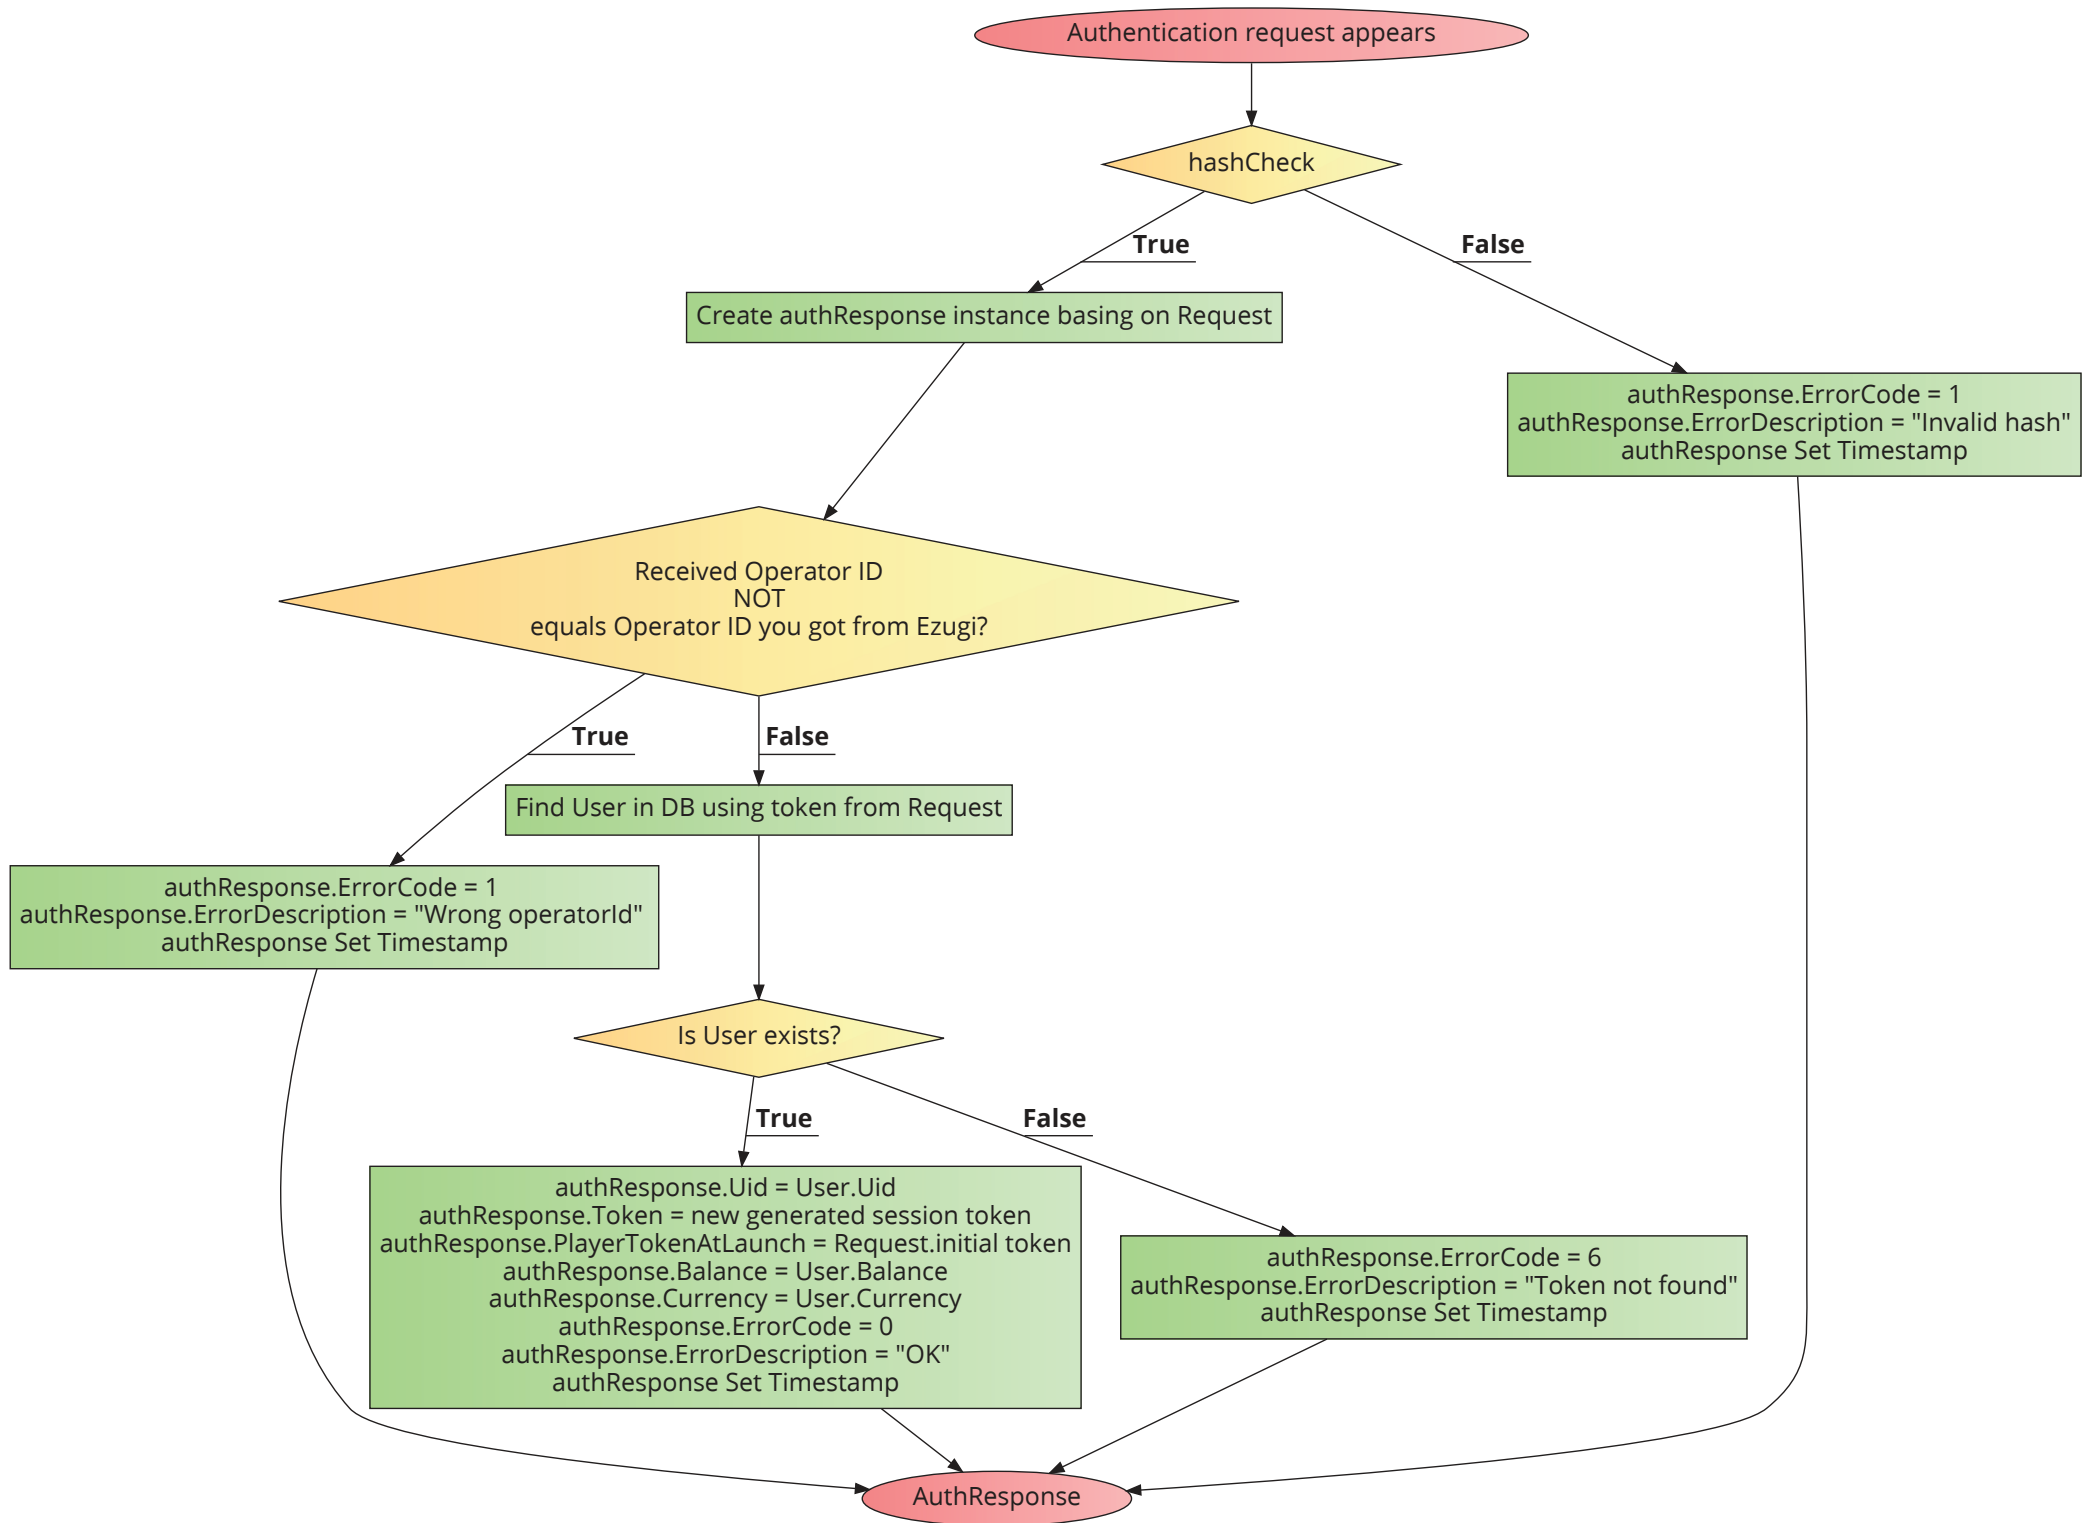 Authentication request appears
hashCheck
True
False
Create authResponse instance basing on Request
authResponse.ErrorCode = 1
authResponse.ErrorDescription = "Invalid hash"
authResponse Set Timestamp
Received Operator ID
NOT
equals Operator ID you got from Ezugi?
True
False
Find User in DB using token from Request
authResponse.ErrorCode = 1
authResponse.ErrorDescription = "Wrong operatorId"
authResponse Set Timestamp
Is User exists?
True
False
authResponse.Uid = User.Uid
authResponse.Token = new generated session token
authResponse.PlayerTokenAtLaunch = Request.initial token
authResponse.Balance = User.Balance
authResponse.Currency = User.Currency
authResponse.ErrorCode = 0
authResponse.ErrorDescription = "OK"
authResponse Set Timestamp
authResponse.ErrorCode = 6
authResponse.ErrorDescription = "Token not found"
authResponse Set Timestamp
AuthResponse